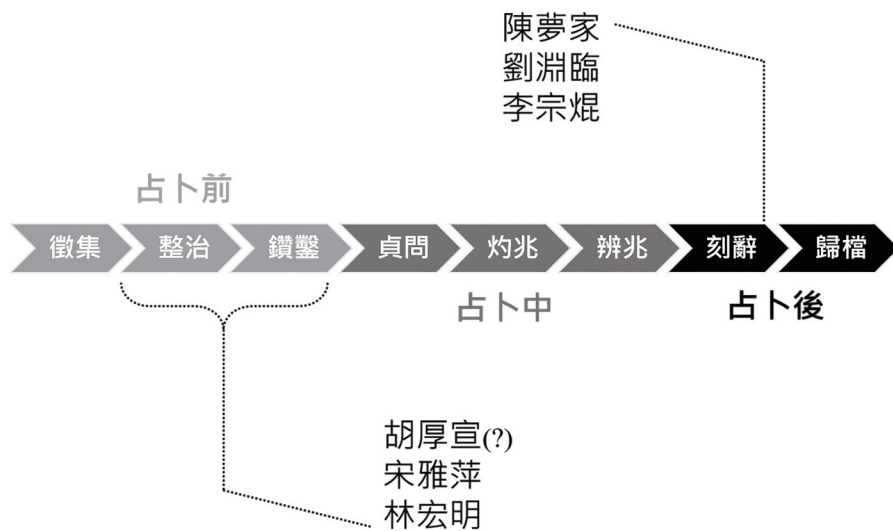 陳夢家
劉淵臨
李宗焜
占卜前
徵集 整治 鑽鑿 貞問 灼兆 辨兆 刻辭 歸檔
占卜中
占卜後
胡厚宣(?)
宋雅萍
林宏明